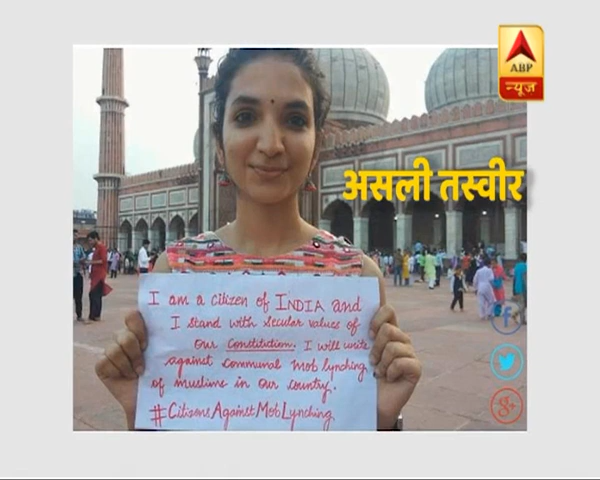 ABP
न्यूज़
असली तस्वीर
I am a citizen of INDIA and
I stand with secular values of
our Constitution. I will write
against communal mob lynching
of muslims in our country.
#CitizensAgainstMobLynching